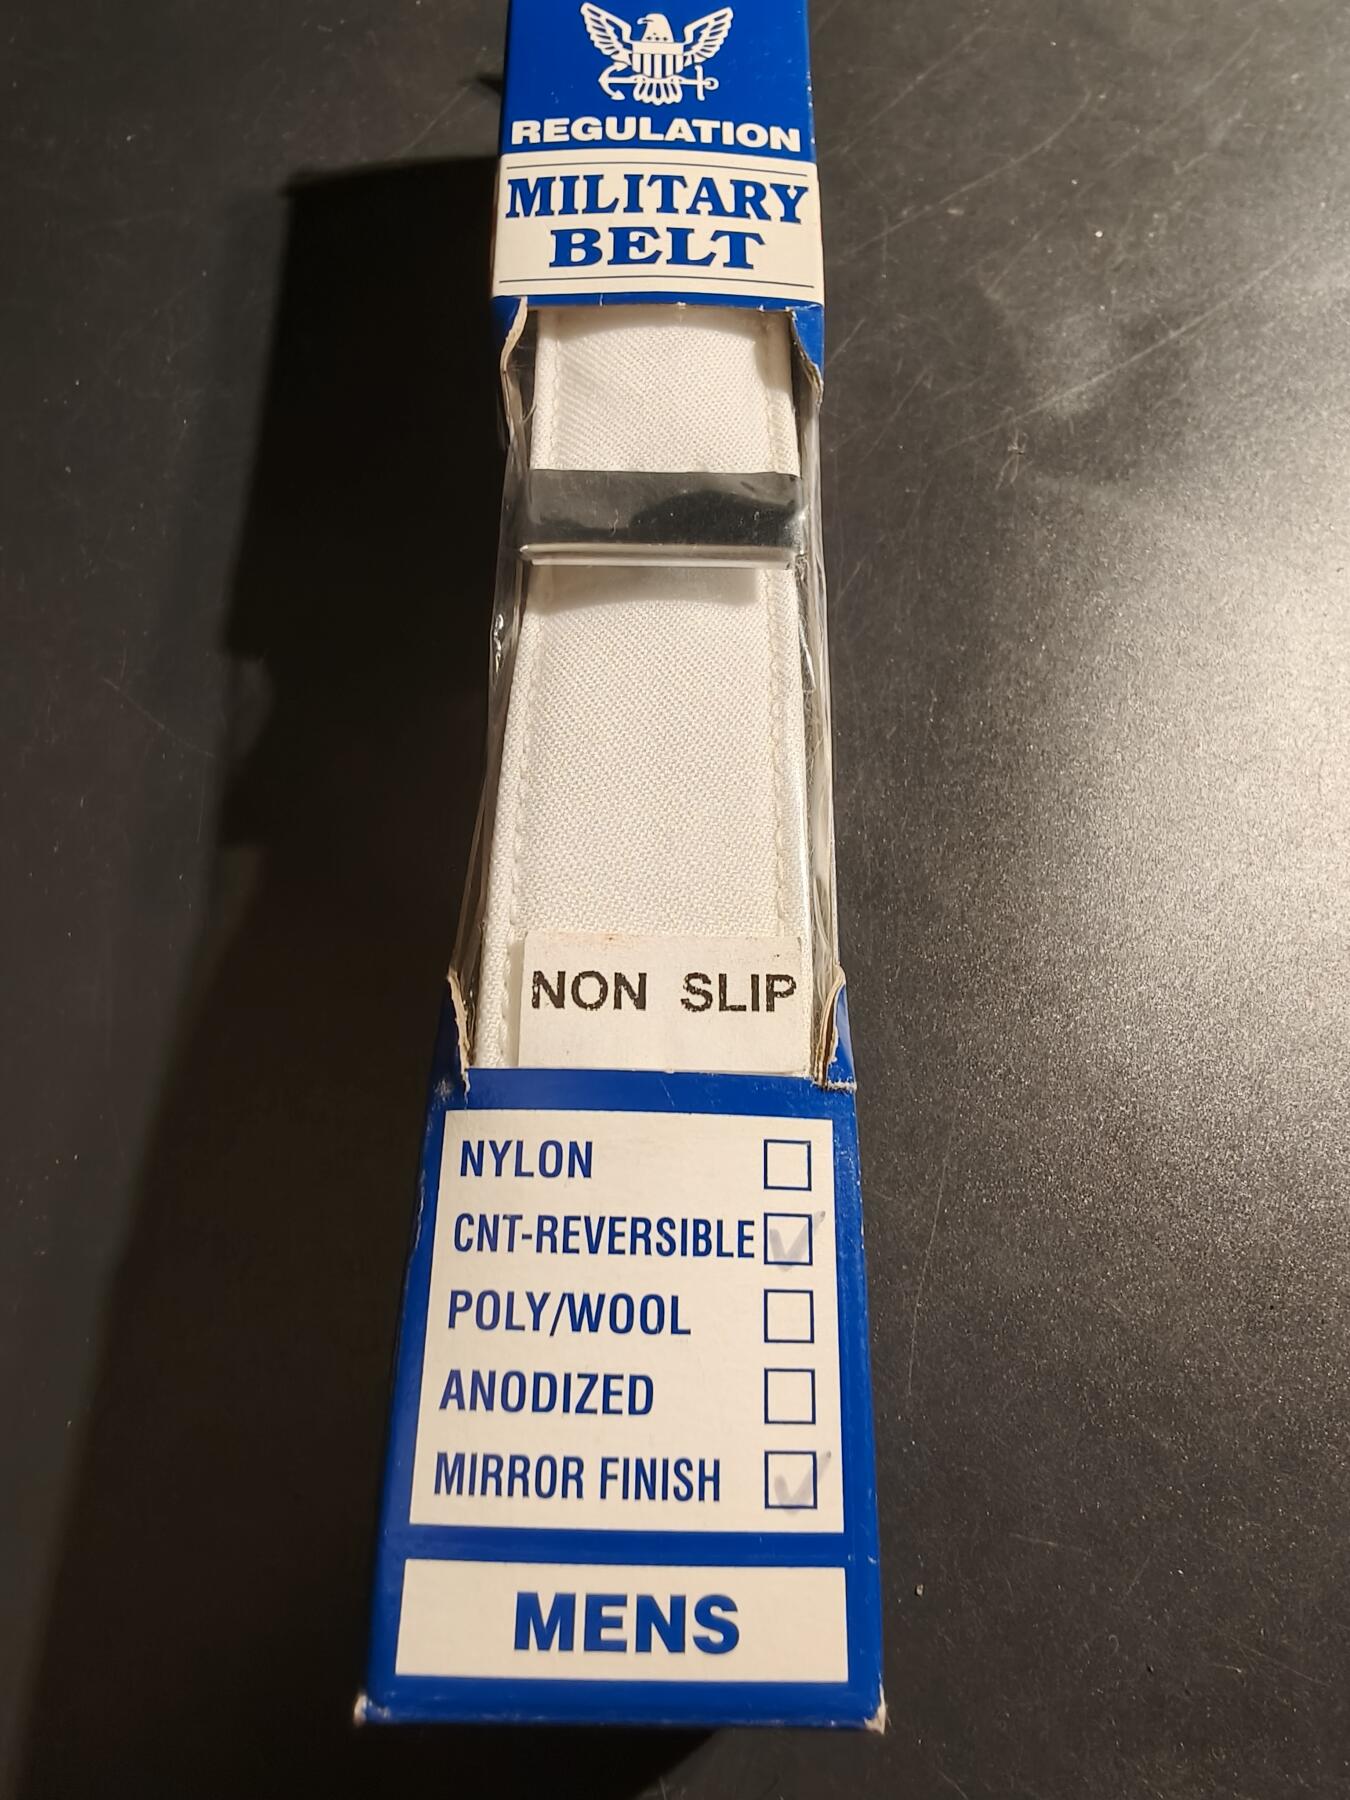 REGULATION
MILITARY
BELT
NON SLIP
NYLON
CNT-REVERSIBLE
POLY/WOOL
ANODIZED
MIRROR FINISH
MENS